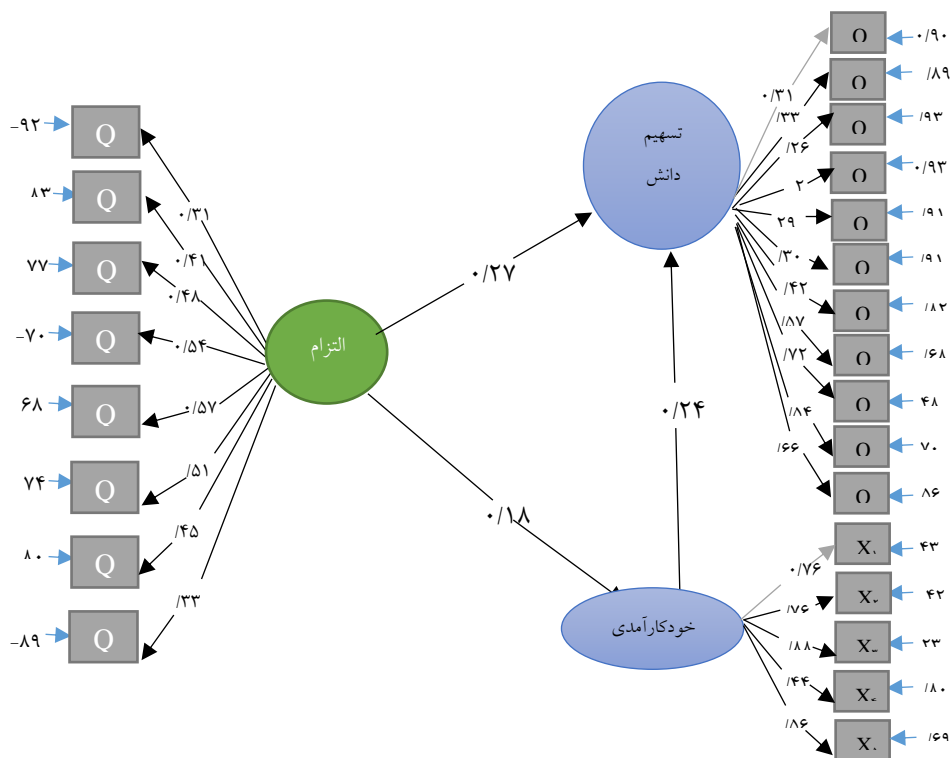 ۰/۹۰
O
۰/۳۱
/۸۹
O
/۳۳
/۹۳
O
/۲۶
۰/۹۳
O
۲
/۹۱
O
۲۹
/۹۱
O
/۳۰
/۸۲
O
/۴۲
/۶۸
O
/۸۷
۴۸
O
/۷۲
۷۰
O
/۸۴
۸۶
O
/۶۶
تسهیم
دانش
−۹۲
Q
۰/۳۱
۸۳
Q
۰/۴۱
۷۷
Q
۰/۴۸
−۷۰
Q
۰/۵۴
۶۸
Q
۰/۵۷
۷۴
Q
/۵۱
۸۰
Q
/۴۵
−۸۹
Q
/۳۳
التزام
۰/۲۷
۰/۲۴
۰/۱۸
خودکارآمدی
۴۳
X
۰/۷۶
۴۲
X
/۷۶
۲۳
X
/۸۸
/۸۰
X
/۴۴
/۶۹
X
/۸۶